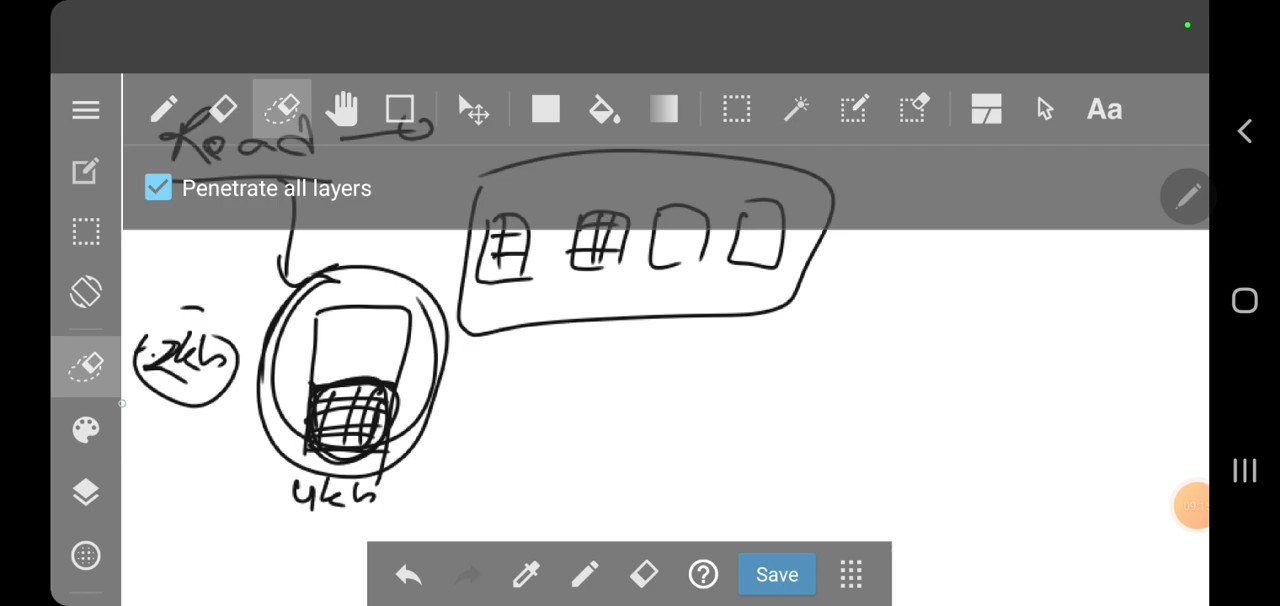 Aa
Read
Penetrate all layers
2kb
4kb
Save